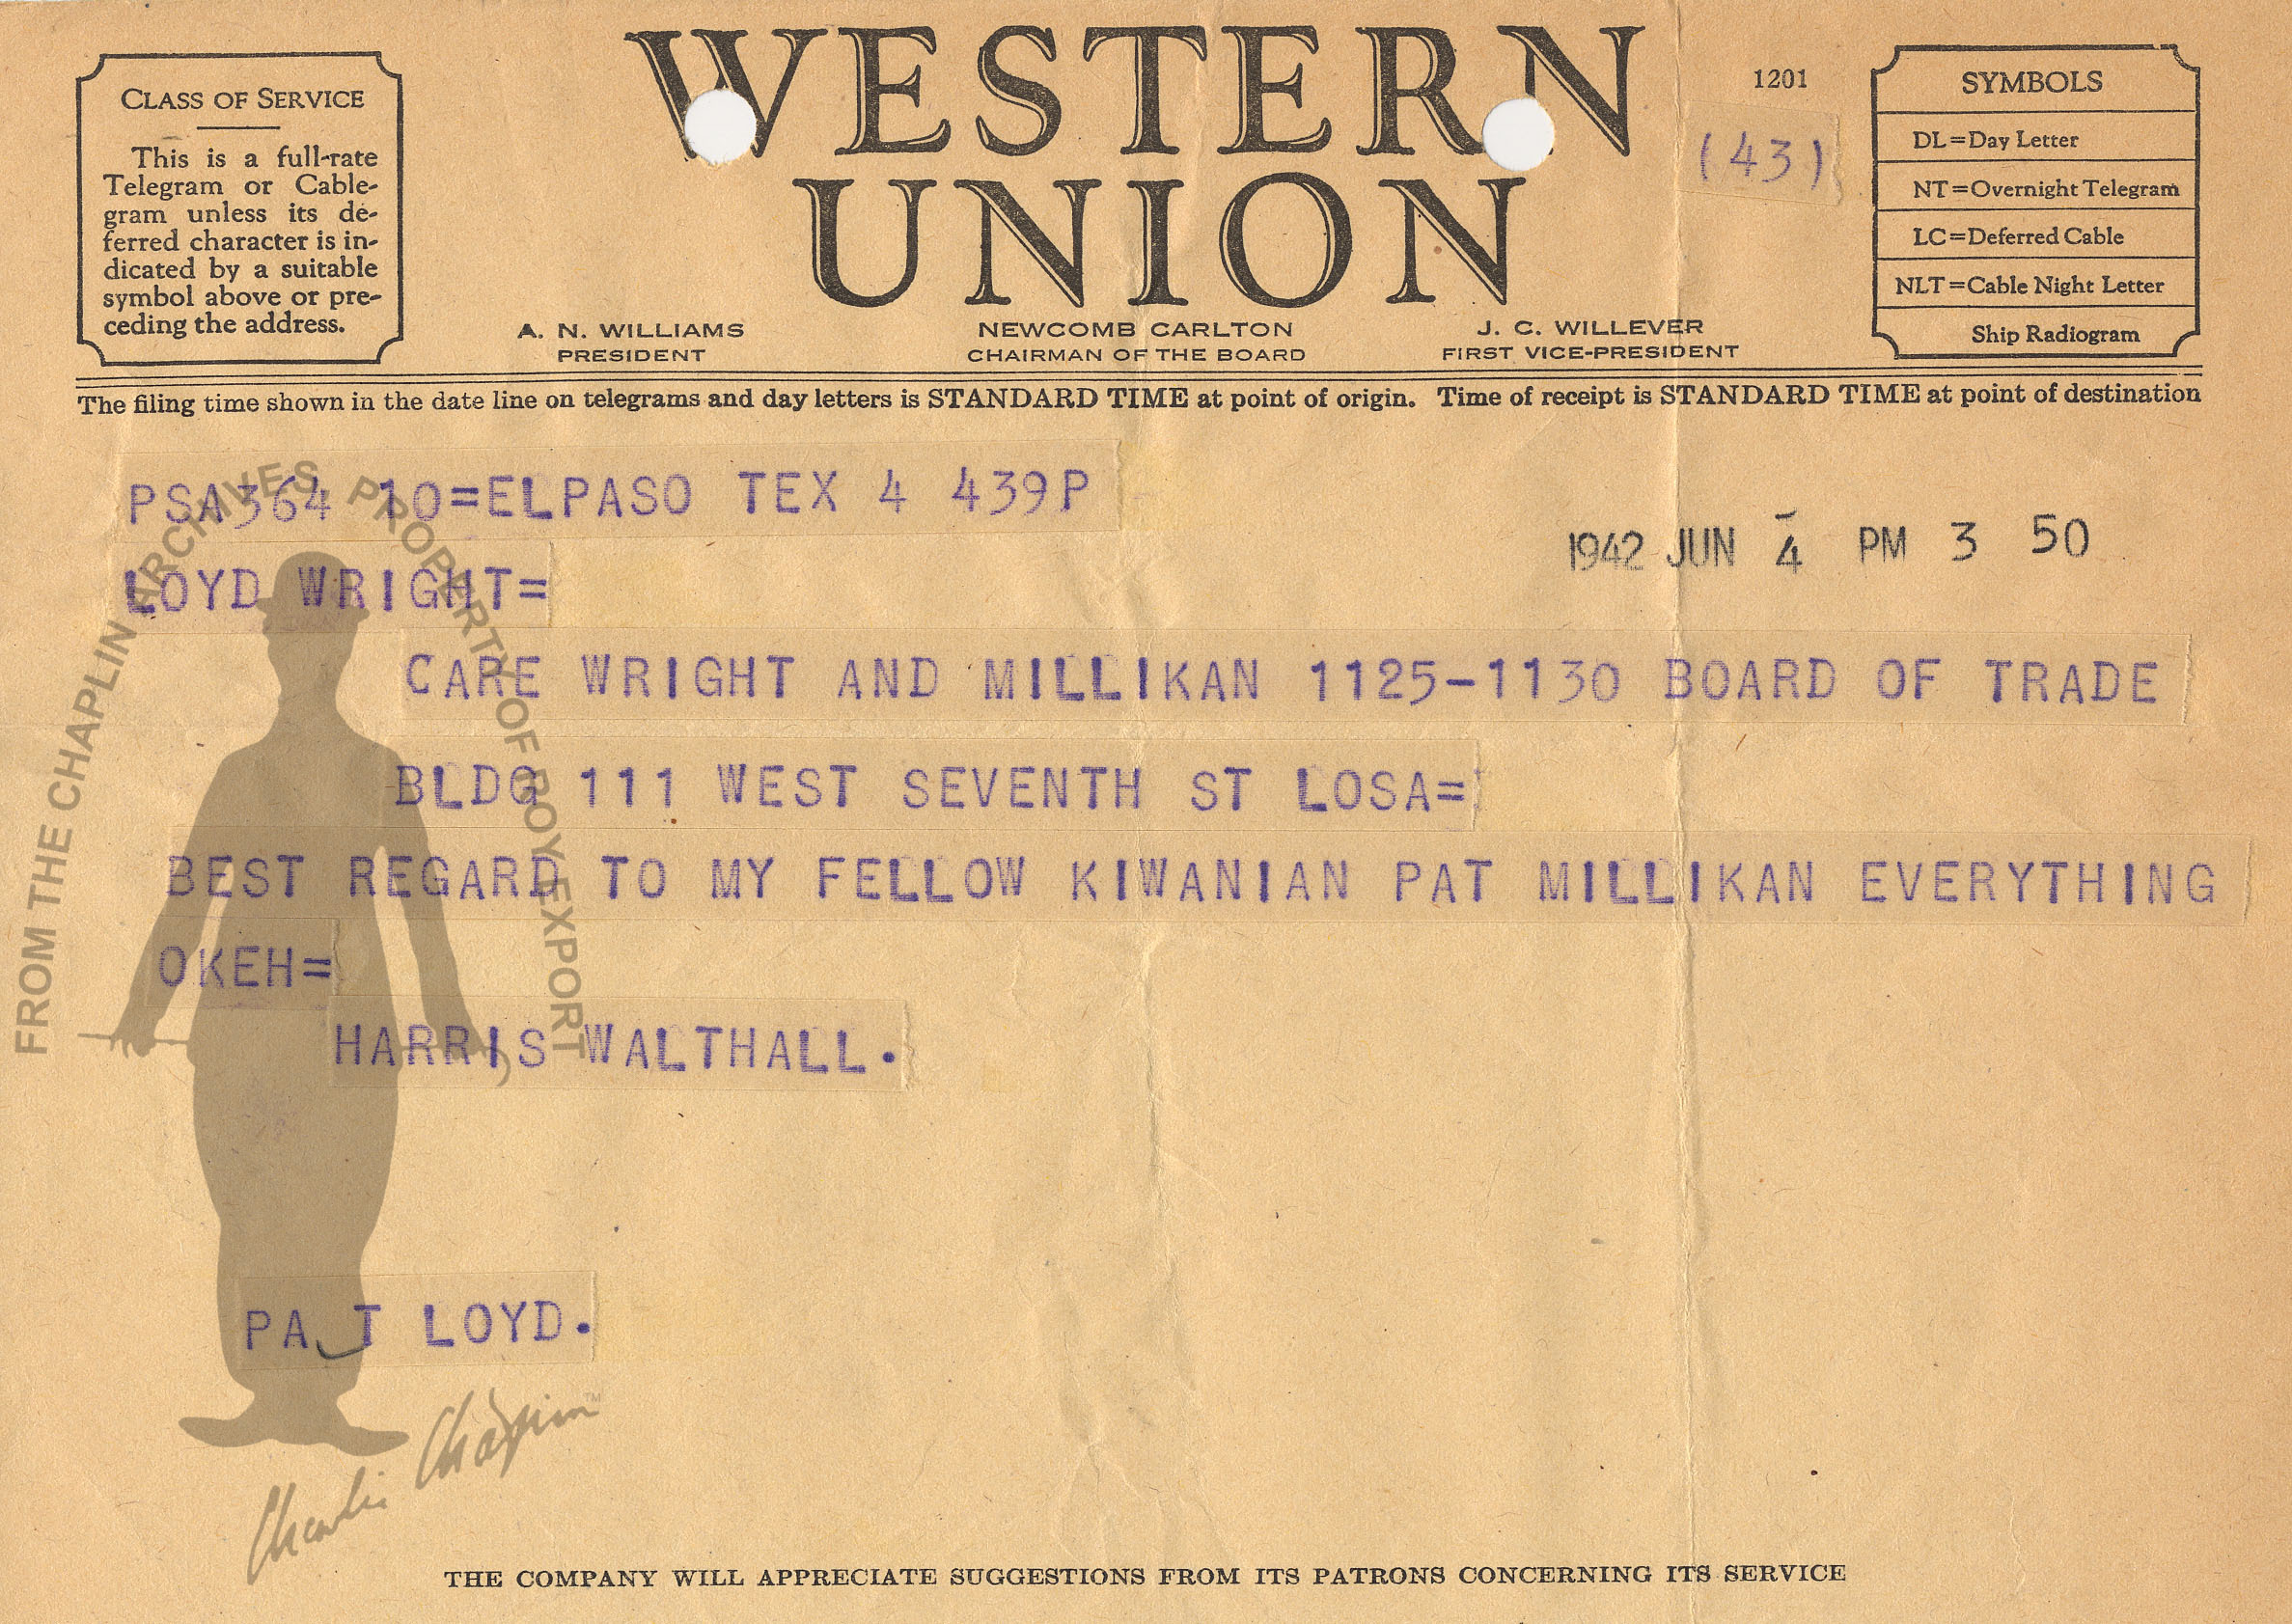 WESTERN
UNION
1201
(43)
CLASS OF SERVICE
This is a full-rate
Telegram or Cable-
gram unless its de-
ferred character is in-
dicated by a suitable
symbol above or pre-
ceding the address.
SYMBOLS
DL=Day Letter
NT=Overnight Telegram
LC=Deferred Cable
NLT=Cable Night Letter
Ship Radiogram
A. N. WILLIAMS
PRESIDENT
NEWCOMB CARLTON
CHAIRMAN OF THE BOARD
J. C. WILLEVER
FIRST VICE-PRESIDENT
The filing time shown in the date line on telegrams and day letters is STANDARD TIME at point of origin. Time of receipt is STANDARD TIME at point of destination
PSA364 10=ELPASO TEX 4 439P
1942 JUN 4 PM 3 50
LOYD WRIGHT=
CARE WRIGHT AND MILLIKAN 1125-1130 BOARD OF TRADE
BLDG 111 WEST SEVENTH ST LOSA=
BEST REGARD TO MY FELLOW KIWANIAN PAT MILLIKAN EVERYTHING
OKEH=
HARRIS WALTHALL.
PA T LOYD.
FROM THE CHAPLIN ARCHIVES PROPERTY OF ROY EXPORT
Charlie Chaplin™
THE COMPANY WILL APPRECIATE SUGGESTIONS FROM ITS PATRONS CONCERNING ITS SERVICE